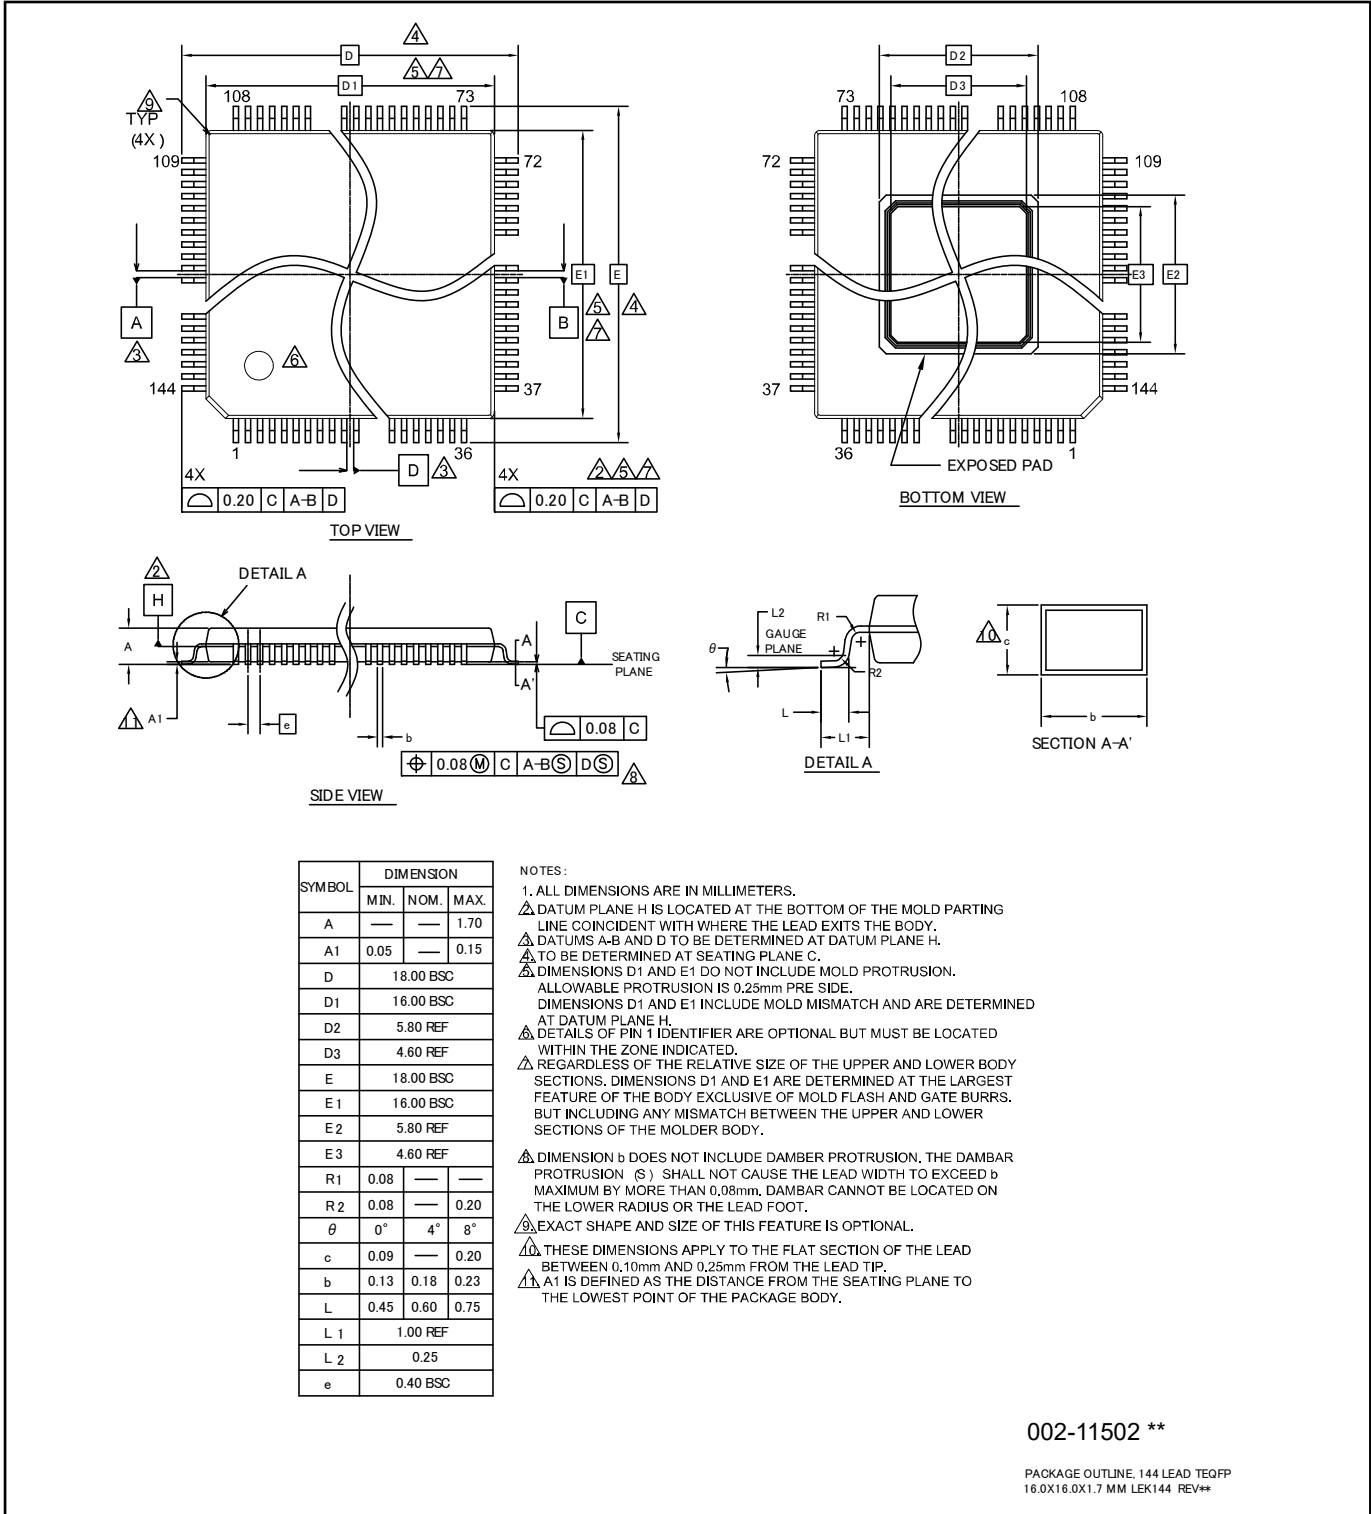 4
D
D2
5 7
D1
D3
9
TYP
(4X)
108
73
73
108
109
72
72
109
E1
E
E3
E2
A
B
5
4
3
7
6
144
37
37
144
1
36
36
1
D
3
EXPOSED PAD
4X
4X
2 5 7
0.20 C A-B D
0.20 C A-B D
BOTTOM VIEW
TOP VIEW
2
DETAIL A
H
C
A
A
SEATING
PLANE
A'
11 A1
e
b
0.08 C
0.08 M C A-B S D S
8
SIDE VIEW
L2
R1
GAUGE
PLANE
θ
R2
L
L1
DETAIL A
10 c
b
SECTION A-A'
SYMBOL DIMENSION
MIN. NOM. MAX.
A — — 1.70
A1 0.05 — 0.15
D 18.00 BSC
D1 16.00 BSC
D2 5.80 REF
D3 4.60 REF
E 18.00 BSC
E1 16.00 BSC
E2 5.80 REF
E3 4.60 REF
R1 0.08 — —
R2 0.08 — 0.20
θ 0° 4° 8°
c 0.09 — 0.20
b 0.13 0.18 0.23
L 0.45 0.60 0.75
L 1 1.00 REF
L 2 0.25
e 0.40 BSC
NOTES:
1. ALL DIMENSIONS ARE IN MILLIMETERS.
2. DATUM PLANE H IS LOCATED AT THE BOTTOM OF THE MOLD PARTING
LINE COINCIDENT WITH WHERE THE LEAD EXITS THE BODY.
3. DATUMS A-B AND D TO BE DETERMINED AT DATUM PLANE H.
4. TO BE DETERMINED AT SEATING PLANE C.
5. DIMENSIONS D1 AND E1 DO NOT INCLUDE MOLD PROTRUSION.
ALLOWABLE PROTRUSION IS 0.25mm PRE SIDE.
DIMENSIONS D1 AND E1 INCLUDE MOLD MISMATCH AND ARE DETERMINED
AT DATUM PLANE H.
6. DETAILS OF PIN 1 IDENTIFIER ARE OPTIONAL BUT MUST BE LOCATED
WITHIN THE ZONE INDICATED.
7. REGARDLESS OF THE RELATIVE SIZE OF THE UPPER AND LOWER BODY
SECTIONS. DIMENSIONS D1 AND E1 ARE DETERMINED AT THE LARGEST
FEATURE OF THE BODY EXCLUSIVE OF MOLD FLASH AND GATE BURRS.
BUT INCLUDING ANY MISMATCH BETWEEN THE UPPER AND LOWER
SECTIONS OF THE MOLDER BODY.
8. DIMENSION b DOES NOT INCLUDE DAMBER PROTRUSION. THE DAMBAR
PROTRUSION (S) SHALL NOT CAUSE THE LEAD WIDTH TO EXCEED b
MAXIMUM BY MORE THAN 0.08mm. DAMBAR CANNOT BE LOCATED ON
THE LOWER RADIUS OR THE LEAD FOOT.
9. EXACT SHAPE AND SIZE OF THIS FEATURE IS OPTIONAL.
10. THESE DIMENSIONS APPLY TO THE FLAT SECTION OF THE LEAD
BETWEEN 0.10mm AND 0.25mm FROM THE LEAD TIP.
11. A1 IS DEFINED AS THE DISTANCE FROM THE SEATING PLANE TO
THE LOWEST POINT OF THE PACKAGE BODY.
002-11502 **
PACKAGE OUTLINE, 144 LEAD TEQFP
16.0X16.0X1.7 MM LEK144 REV**